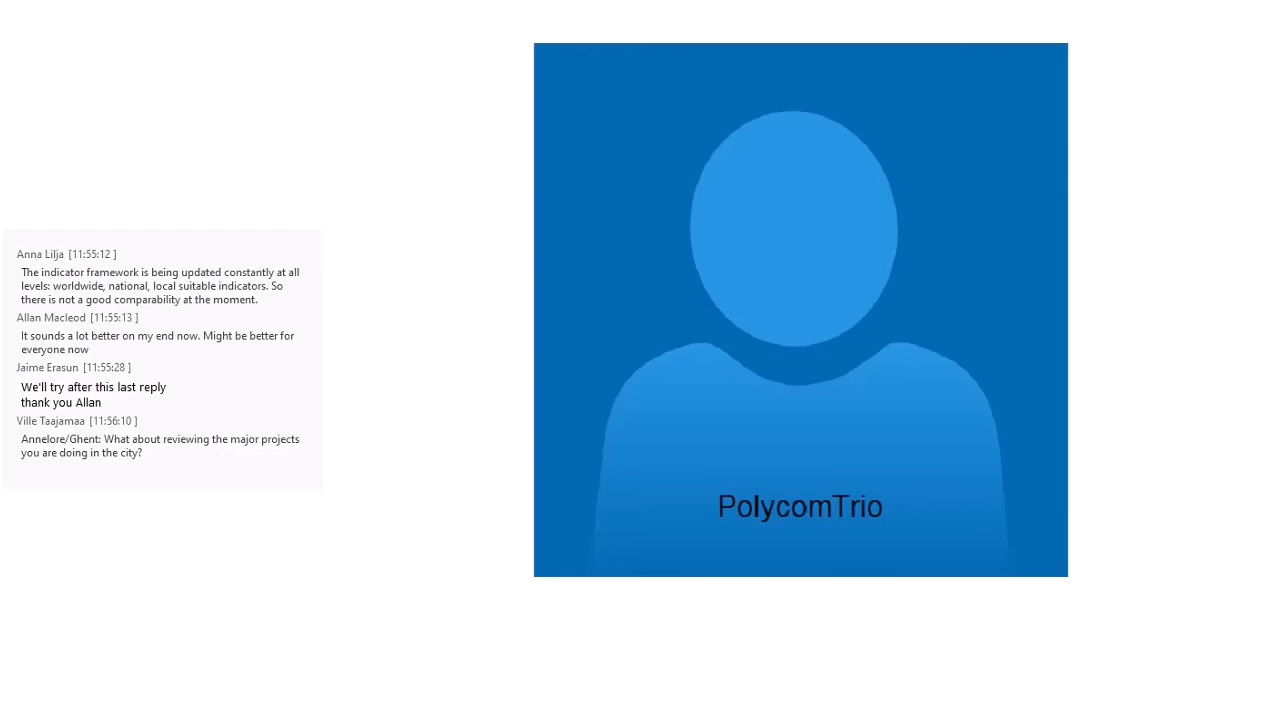 Anna Lilja [11:55:12 ]
The indicator framework is being updated constantly at all
levels: worldwide, national, local suitable indicators. So
there is not a good comparability at the moment.
Allan Macleod [11:55:13 ]
It sounds a lot better on my end now. Might be better for
everyone now
Jaime Erasun [11:55:28 ]
We'll try after this last reply
thank you Allan
Ville Taajamaa [11:56:10 ]
Annelore/Ghent: What about reviewing the major projects
you are doing in the city?
PolycomTrio